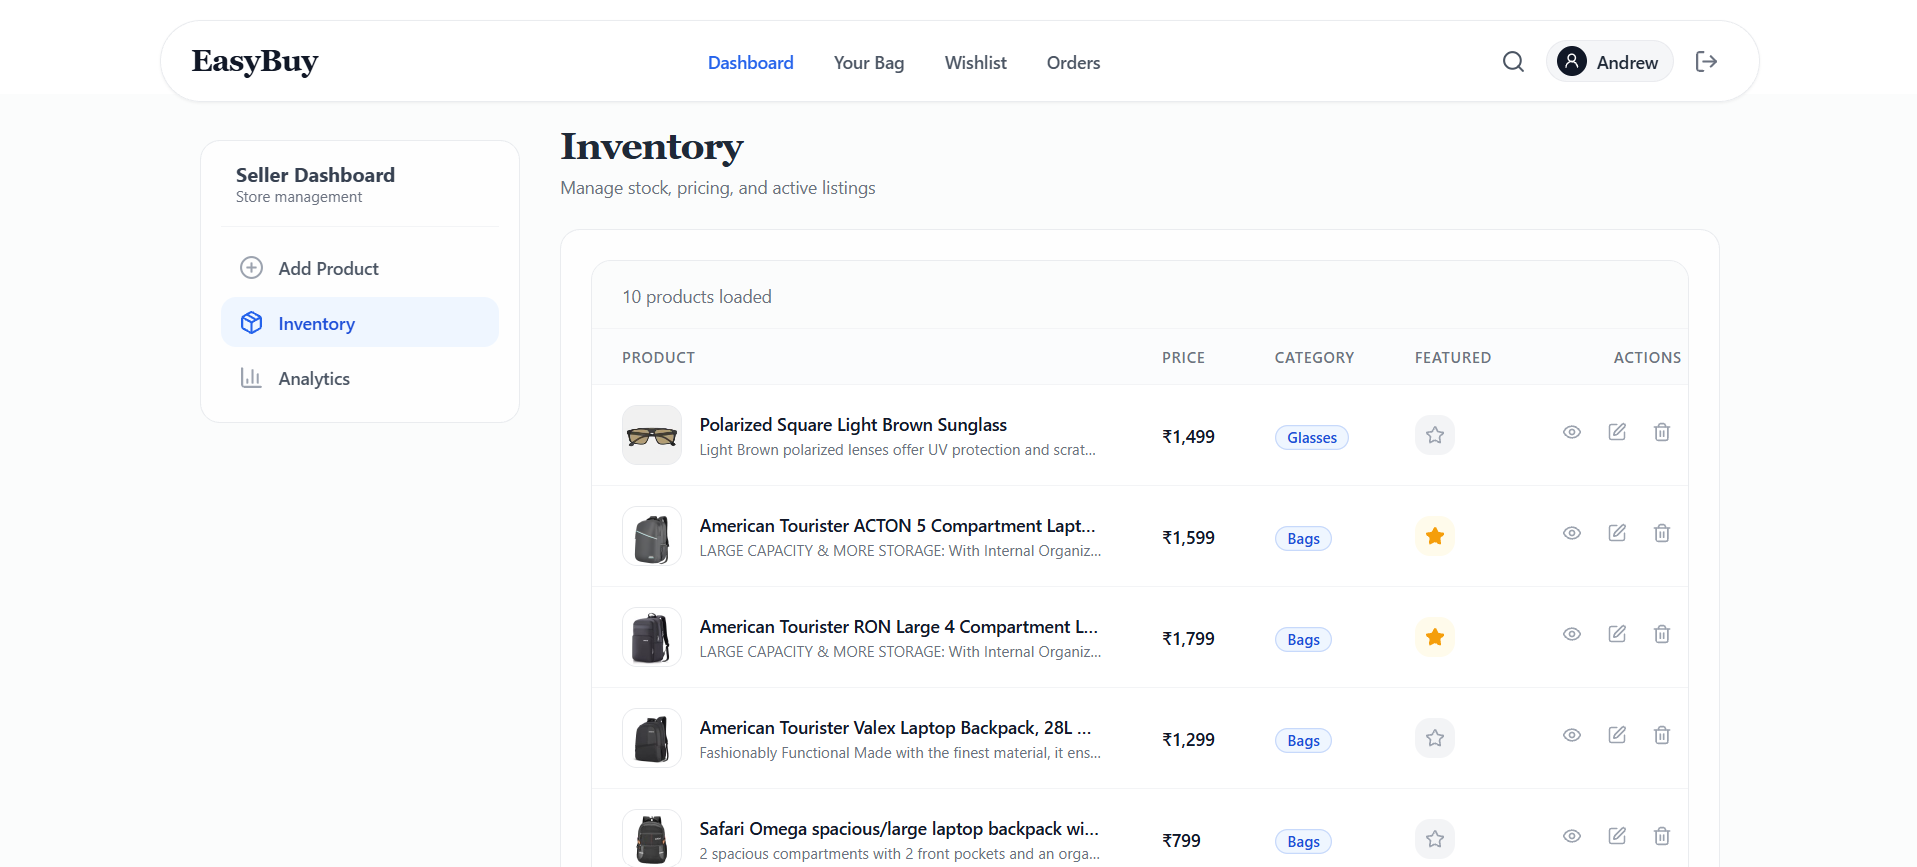 EasyBuy
Dashboard
Your Bag
Wishlist
Orders
Andrew
Seller Dashboard
Store management
Add Product
Inventory
Analytics
Inventory
Manage stock, pricing, and active listings
10 products loaded
PRODUCT PRICE CATEGORY FEATURED ACTIONS
Polarized Square Light Brown Sunglass
Light Brown polarized lenses offer UV protection and scrat...
₹1,499
Glasses
American Tourister ACTON 5 Compartment Lapt...
LARGE CAPACITY & MORE STORAGE: With Internal Organiz...
₹1,599
Bags
American Tourister RON Large 4 Compartment L...
LARGE CAPACITY & MORE STORAGE: With Internal Organiz...
₹1,799
Bags
American Tourister Valex Laptop Backpack, 28L ...
Fashionably Functional Made with the finest material, it ens...
₹1,299
Bags
Safari Omega spacious/large laptop backpack wi...
2 spacious compartments with 2 front pockets and an orga...
₹799
Bags